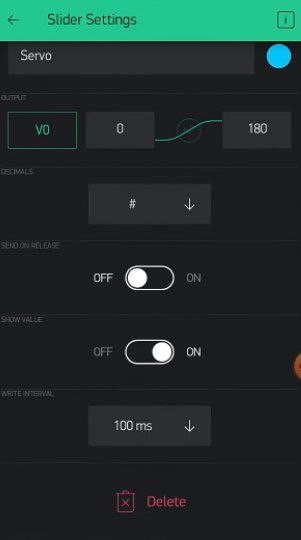 ← Slider Settings i
Servo
OUTPUT
V0 0 180
DECIMALS
# ↓
SEND ON RELEASE
OFF ON
SHOW VALUE
OFF ON
WRITE INTERVAL
100 ms ↓
Delete